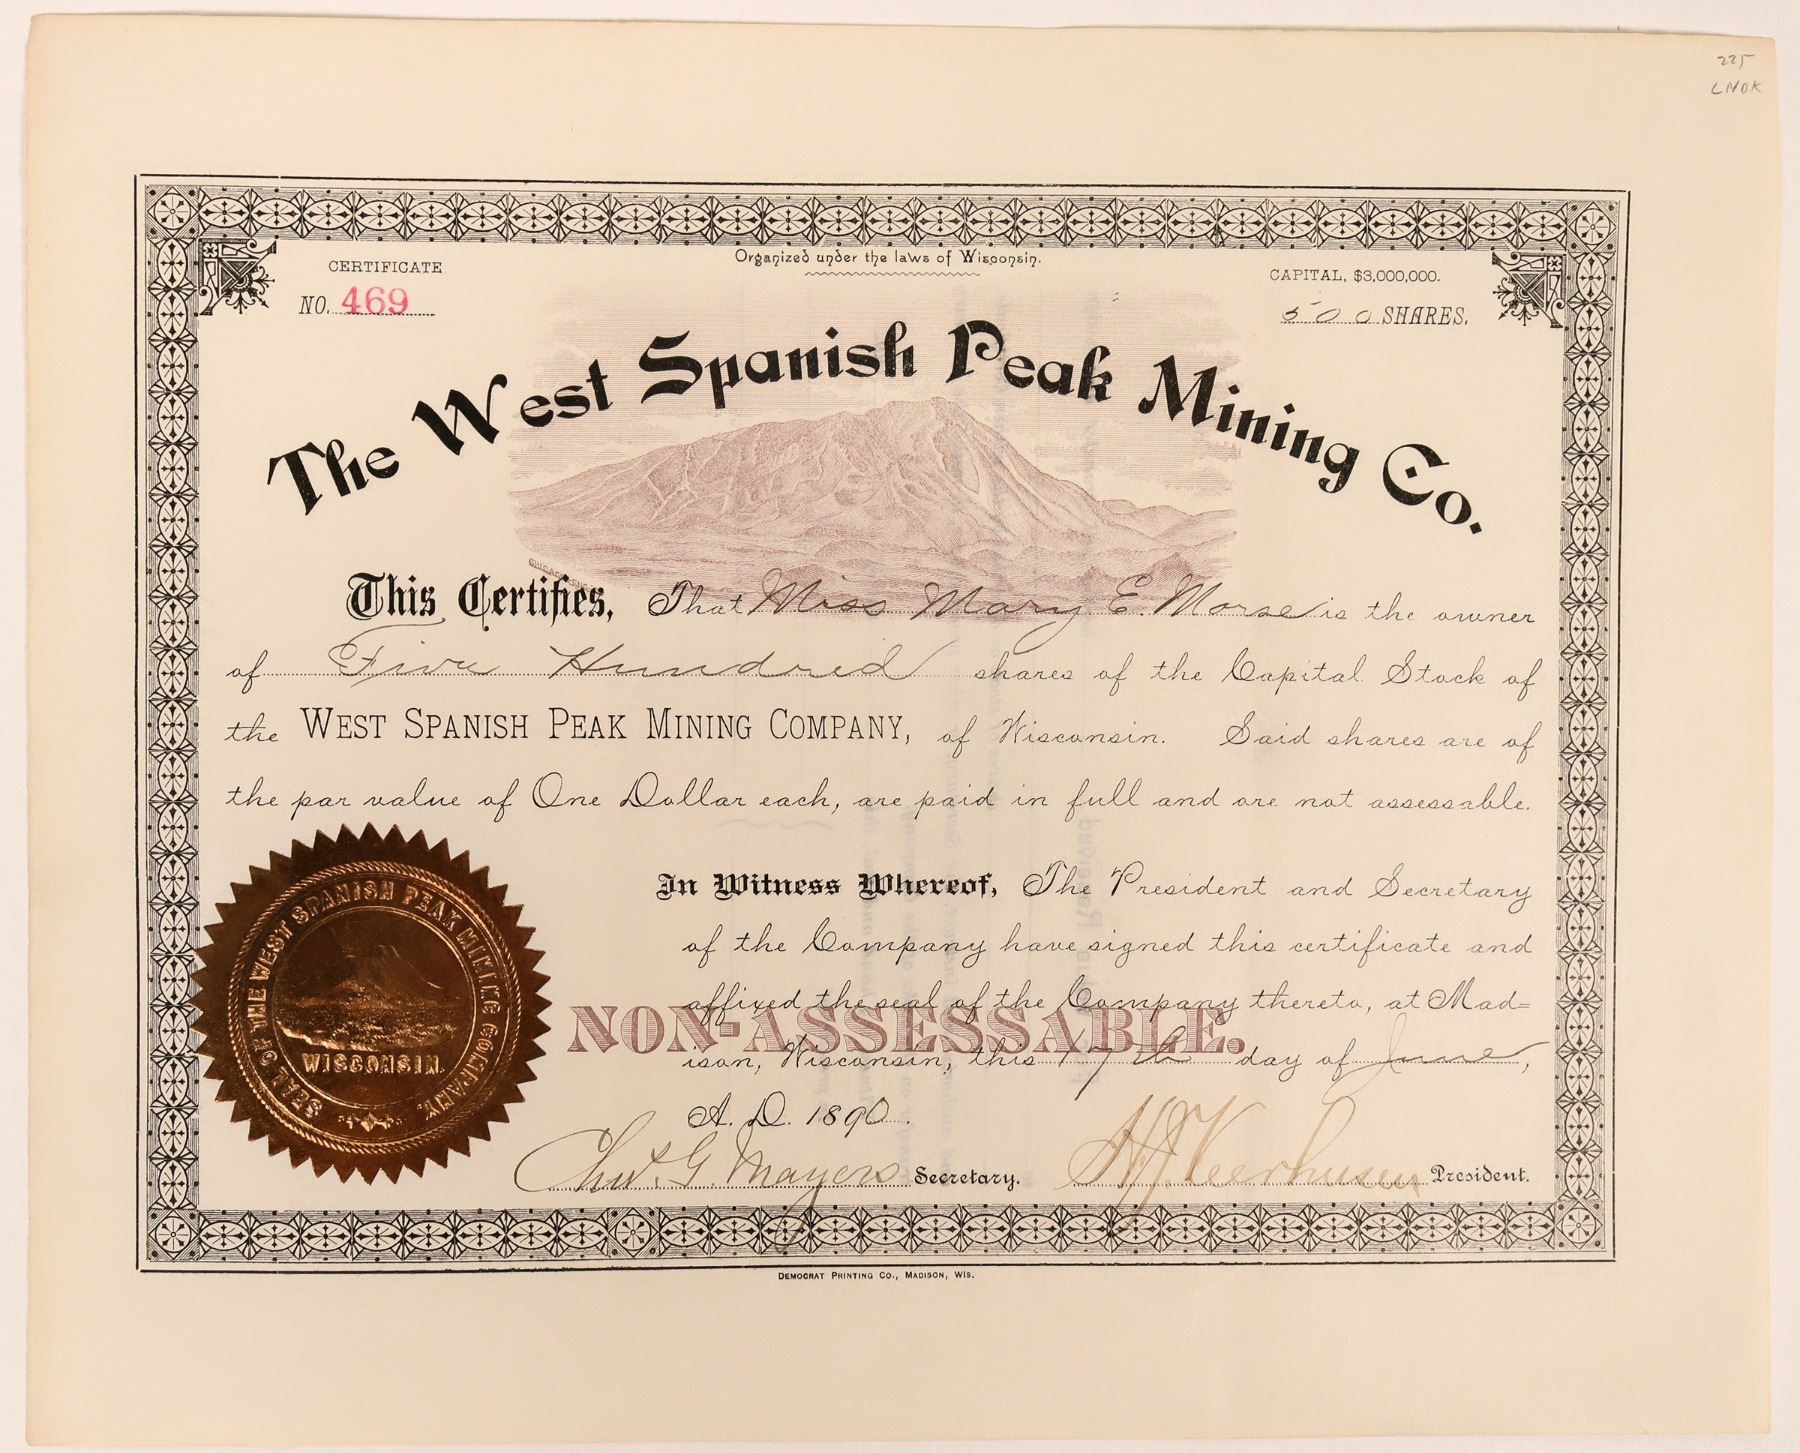 225
LMOK
Organized under the laws of Wisconsin.
CERTIFICATE
NO. 469
CAPITAL, $3,000,000.
500 SHARES.
The West Spanish Peak Mining Co.
This Certifies, That Miss Mary E. Morse is the owner
of Five Hundred shares of the Capital Stock of
the WEST SPANISH PEAK MINING COMPANY, of Wisconsin. Said shares are of
the par value of One Dollar each, are paid in full and are not assessable.
In Witness Whereof, The President and Secretary
of the Company have signed this certificate and
affixed the seal of the Company thereto, at Mad=
NON-ASSESSABLE.
ison, Wisconsin, this 17th day of June,
A. D. 1890.
Chas. G. Mayers Secretary.
President.
SEAL OF THE WEST SPANISH PEAK MINING COMPANY.
WISCONSIN.
DEMOCRAT PRINTING CO., MADISON, WIS.